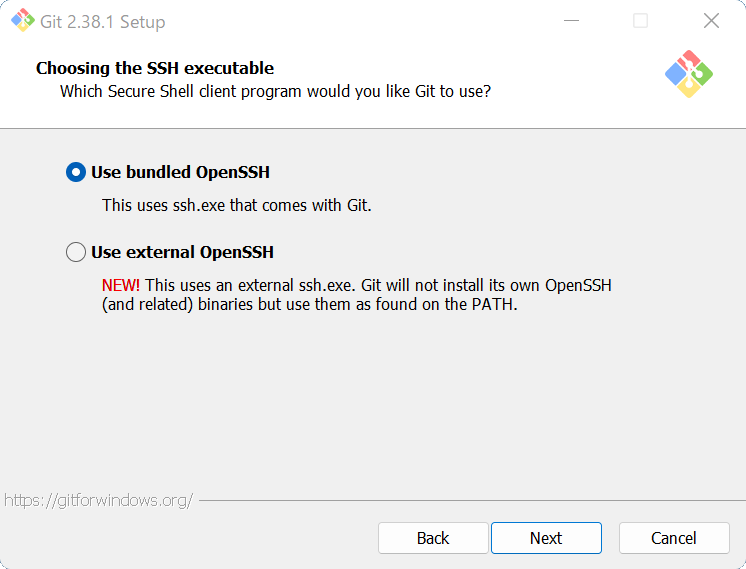 Git 2.38.1 Setup
Choosing the SSH executable
Which Secure Shell client program would you like Git to use?
Use bundled OpenSSH
This uses ssh.exe that comes with Git.
Use external OpenSSH
NEW! This uses an external ssh.exe. Git will not install its own OpenSSH
(and related) binaries but use them as found on the PATH.
https://gitforwindows.org/
Back Next Cancel